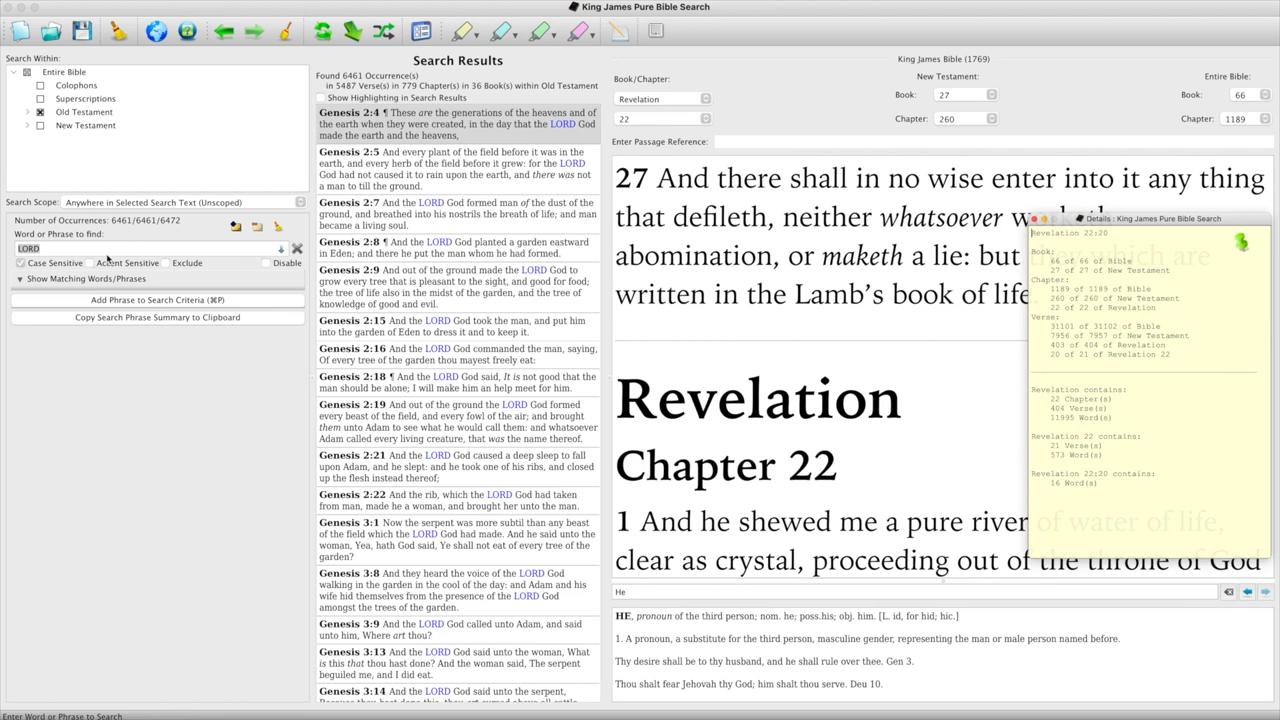 King James Pure Bible Search
Search Within:
Entire Bible
Colophons
Superscriptions
Old Testament
New Testament
Search Scope: Anywhere in Selected Search Text (Unscoped)
Number of Occurrences: 6461/6461/6472
Word or Phrase to find:
LORD
Case Sensitive Accent Sensitive Exclude Disable
Show Matching Words/Phrases
Add Phrase to Search Criteria (⌘P)
Copy Search Phrase Summary to Clipboard
Enter Word or Phrase to Search
Search Results
Found 6461 Occurrence(s)
in 5487 Verse(s) in 779 Chapter(s) in 36 Book(s) within Old Testament
Show Highlighting in Search Results
Genesis 2:4 ¶ These are the generations of the heavens and of
the earth when they were created, in the day that the LORD God
made the earth and the heavens,
Genesis 2:5 And every plant of the field before it was in the
earth, and every herb of the field before it grew: for the LORD
God had not caused it to rain upon the earth, and there was not
a man to till the ground.
Genesis 2:7 And the LORD God formed man of the dust of the
ground, and breathed into his nostrils the breath of life; and man
became a living soul.
Genesis 2:8 ¶ And the LORD God planted a garden eastward
in Eden; and there he put the man whom he had formed.
Genesis 2:9 And out of the ground made the LORD God to
grow every tree that is pleasant to the sight, and good for food;
the tree of life also in the midst of the garden, and the tree of
knowledge of good and evil.
Genesis 2:15 And the LORD God took the man, and put him
into the garden of Eden to dress it and to keep it.
Genesis 2:16 And the LORD God commanded the man, saying,
Of every tree of the garden thou mayest freely eat:
Genesis 2:18 ¶ And the LORD God said, It is not good that the
man should be alone; I will make him an help meet for him.
Genesis 2:19 And out of the ground the LORD God formed
every beast of the field, and every fowl of the air; and brought
them unto Adam to see what he would call them: and whatsoever
Adam called every living creature, that was the name thereof.
Genesis 2:21 And the LORD God caused a deep sleep to fall
upon Adam, and he slept: and he took one of his ribs, and closed
up the flesh instead thereof;
Genesis 2:22 And the rib, which the LORD God had taken
from man, made he a woman, and brought her unto the man.
Genesis 3:1 Now the serpent was more subtil than any beast
of the field which the LORD God had made. And he said unto the
woman, Yea, hath God said, Ye shall not eat of every tree of the
garden?
Genesis 3:8 And they heard the voice of the LORD God
walking in the garden in the cool of the day: and Adam and his
wife hid themselves from the presence of the LORD God
amongst the trees of the garden.
Genesis 3:9 And the LORD God called unto Adam, and said
unto him, Where art thou?
Genesis 3:13 And the LORD God said unto the woman, What
is this that thou hast done? And the woman said, The serpent
beguiled me, and I did eat.
Genesis 3:14 And the LORD God said unto the serpent,
King James Bible (1769)
Book/Chapter:
Revelation
22
New Testament:
Book: 27
Chapter: 260
Entire Bible:
Book: 66
Chapter: 1189
Enter Passage Reference:
27 And there shall in no wise enter into it any thing
that defileth, neither whatsoever
abomination, or maketh a lie: but which are
written in the Lamb's book of life
Revelation
Chapter 22
1 And he shewed me a pure river of water of life,
clear as crystal, proceeding out of the throne of God
Details : King James Pure Bible Search
Revelation 22:20
Book:
66 of 66 of Bible
27 of 27 of New Testament
Chapter:
1189 of 1189 of Bible
260 of 260 of New Testament
22 of 22 of Revelation
Verse:
31101 of 31102 of Bible
7956 of 7957 of New Testament
403 of 404 of Revelation
20 of 21 of Revelation 22
Revelation contains:
22 Chapter(s)
404 Verse(s)
11995 Word(s)
Revelation 22 contains:
21 Verse(s)
573 Word(s)
Revelation 22:20 contains:
16 Word(s)
He
HE, pronoun of the third person; nom. he; poss.his; obj. him. [L. id, for hid; hic.]
1. A pronoun, a substitute for the third person, masculine gender, representing the man or male person named before.
Thy desire shall be to thy husband, and he shall rule over thee. Gen 3.
Thou shalt fear Jehovah thy God; him shalt thou serve. Deu 10.